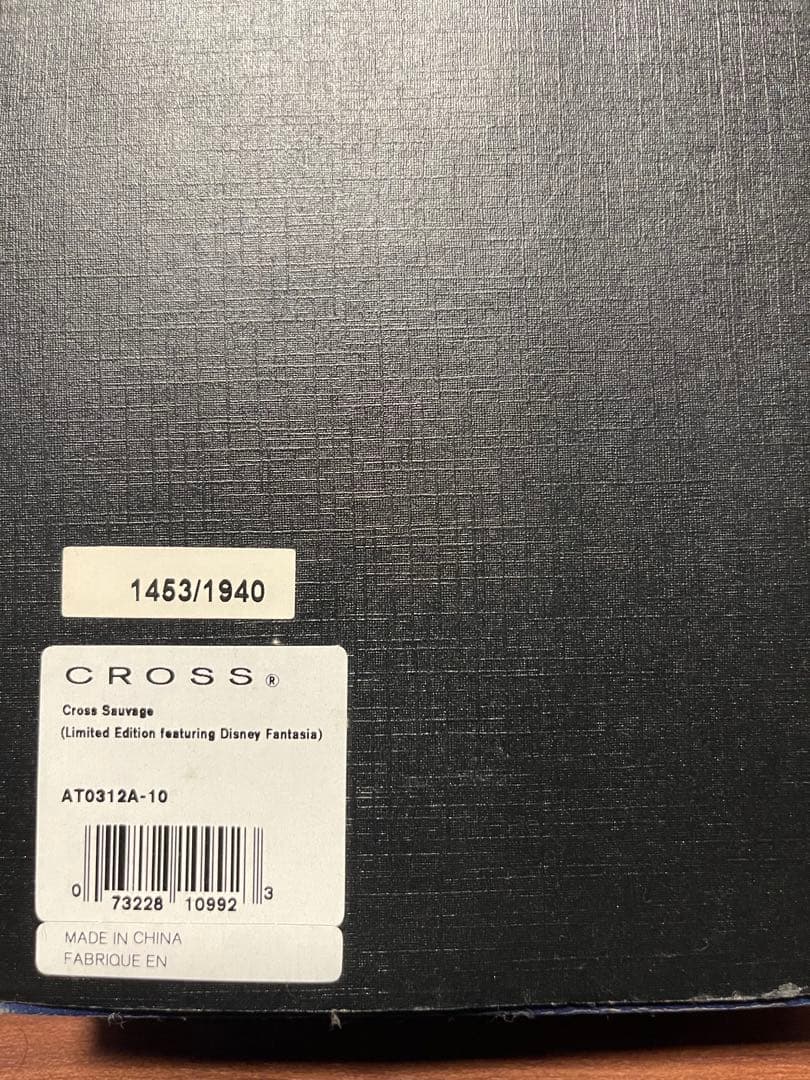 1453/1940
CROSS®
Cross Sauvage
(Limited Edition featuring Disney Fantasia)
AT0312A-10
0 73228 10992 3
MADE IN CHINA
FABRIQUE EN